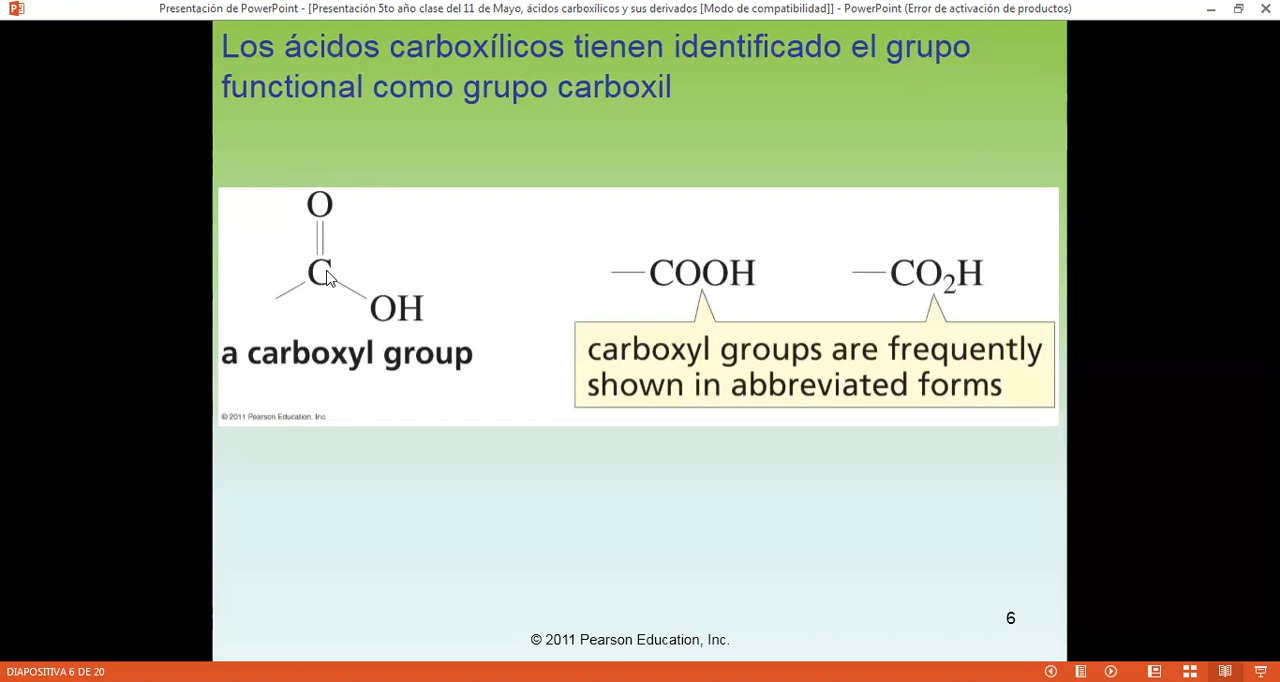 Presentación de PowerPoint - [Presentación 5to año clase del 11 de Mayo, ácidos carboxílicos y sus derivados [Modo de compatibilidad]] - PowerPoint (Error de activación de productos)
Los ácidos carboxílicos tienen identificado el grupo
functional como grupo carboxil
O
C
OH
a carboxyl group
—COOH
—CO₂H
carboxyl groups are frequently
shown in abbreviated forms
© 2011 Pearson Education, Inc.
6
© 2011 Pearson Education, Inc.
DIAPOSITIVA 6 DE 20